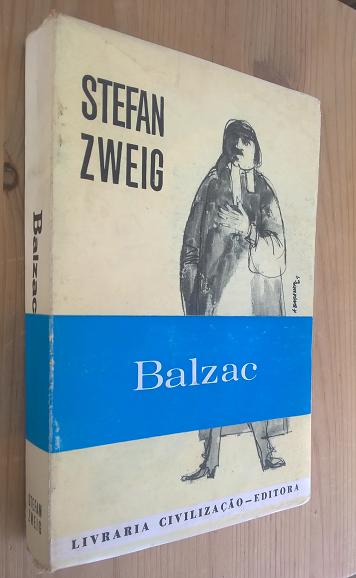 STEFAN
ZWEIG
Balzac
LIVRARIA CIVILIZAÇÃO-EDITORA
Balzac
STEFAN
ZWEIG